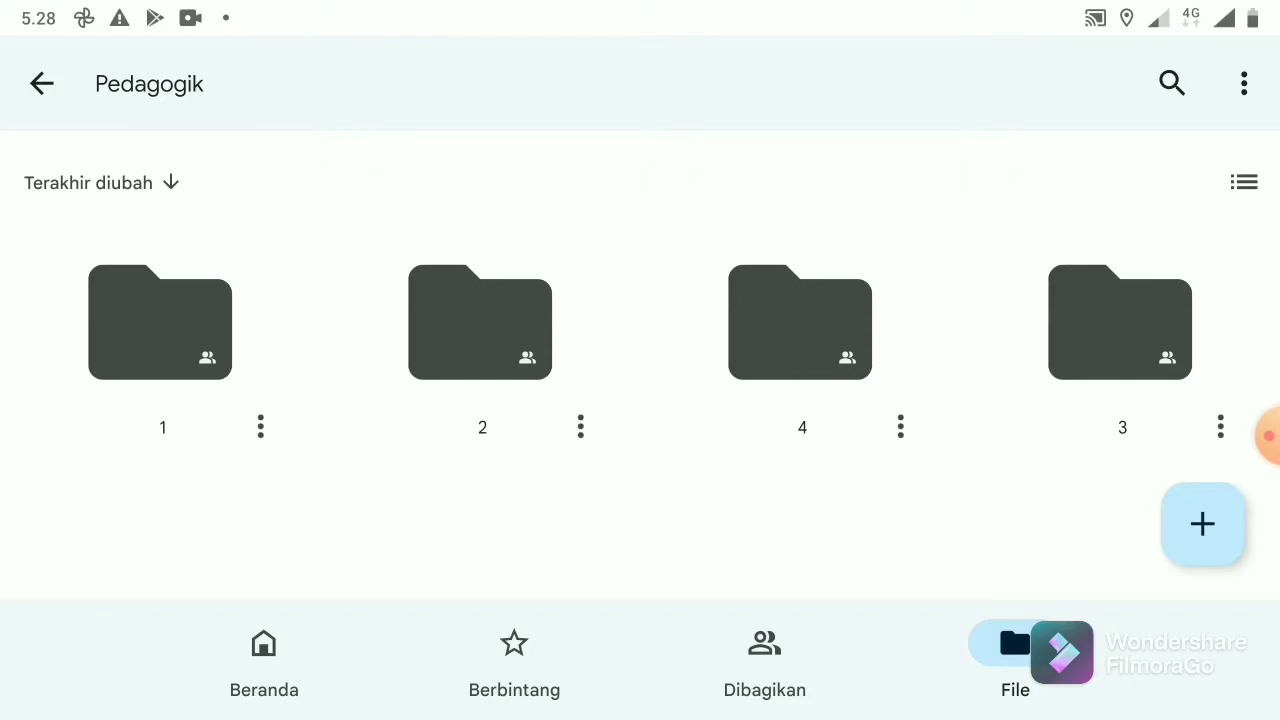 5.28
4G
Pedagogik
Terakhir diubah
1
2
4
3
Beranda
Berbintang
Dibagikan
File
Wondershare
FilmoraGo